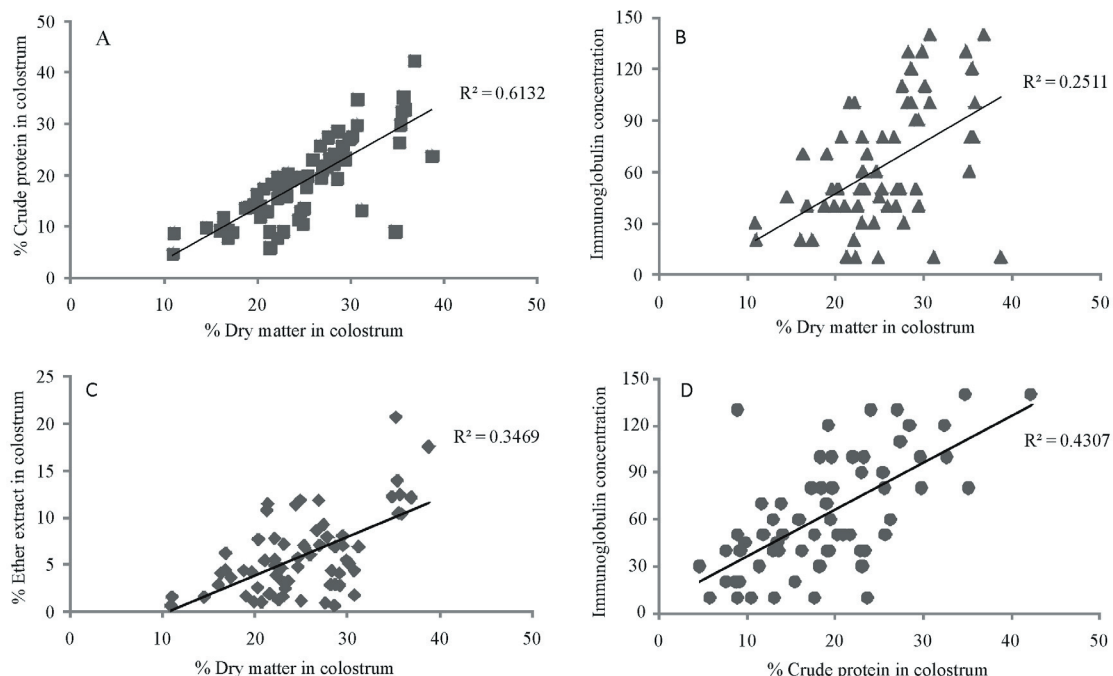 A
% Crude protein in colostrum
50
40
30
20
10
0
R² = 0.6132
0 10 20 30 40 50
% Dry matter in colostrum
B
Immunoglobulin concentration
150
120
90
60
30
0
R² = 0.2511
0 10 20 30 40 50
% Dry matter in colostrum
C
% Ether extract in colostrum
25
20
15
10
5
0
R² = 0.3469
0 10 20 30 40 50
% Dry matter in colostrum
D
Immunoglobulin concentration
150
120
90
60
30
0
R² = 0.4307
0 10 20 30 40 50
% Crude protein in colostrum